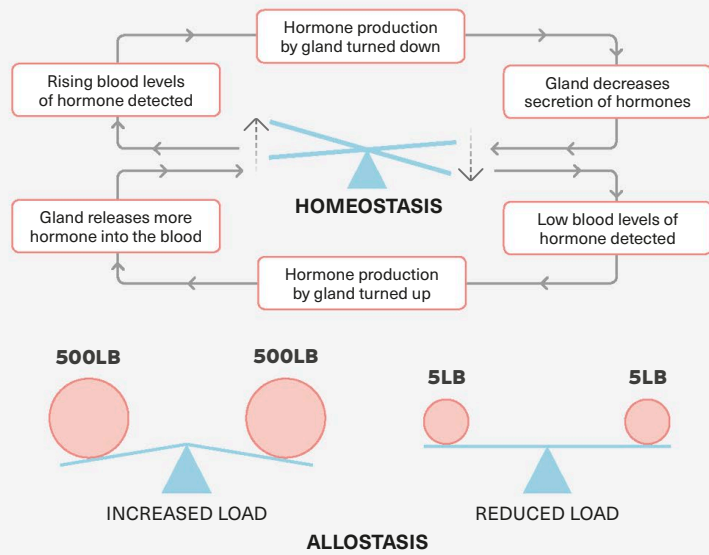 Hormone production
by gland turned down
Rising blood levels
of hormone detected
Gland decreases
secretion of hormones
HOMEOSTASIS
Gland releases more
hormone into the blood
Low blood levels of
hormone detected
Hormone production
by gland turned up
500LB
500LB
5LB
5LB
INCREASED LOAD
REDUCED LOAD
ALLOSTASIS